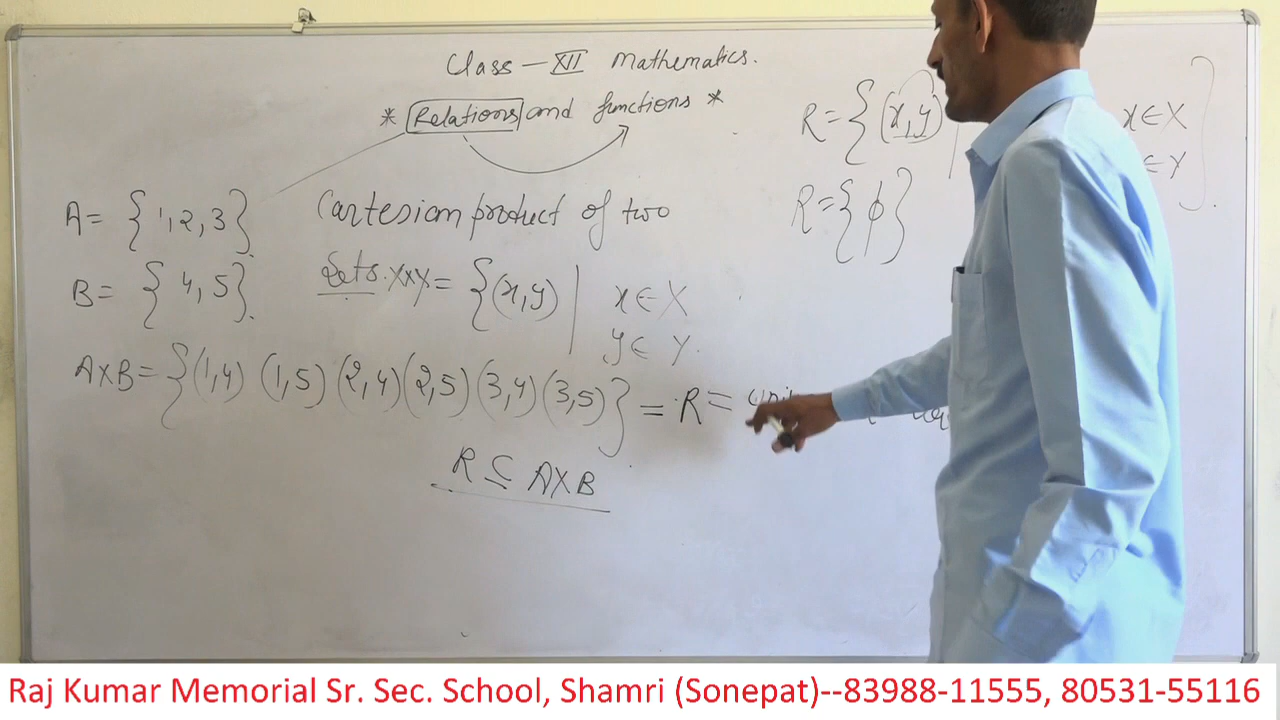 Class - XII Mathematics.
* Relations and functions *
R = { (x, y) | x ∈ X
∈ Y }.
R = { φ }
A = { 1, 2, 3 }.
B = { 4, 5 }.
Cartesian product of two
Sets. X×Y = { (x, y) | x ∈ X
y ∈ Y.
A×B = { (1,4) (1,5) (2,4) (2,5) (3,4) (3,5) } = R =
R ⊆ A×B
Raj Kumar Memorial Sr. Sec. School, Shamri (Sonepat)--83988-11555, 80531-55116